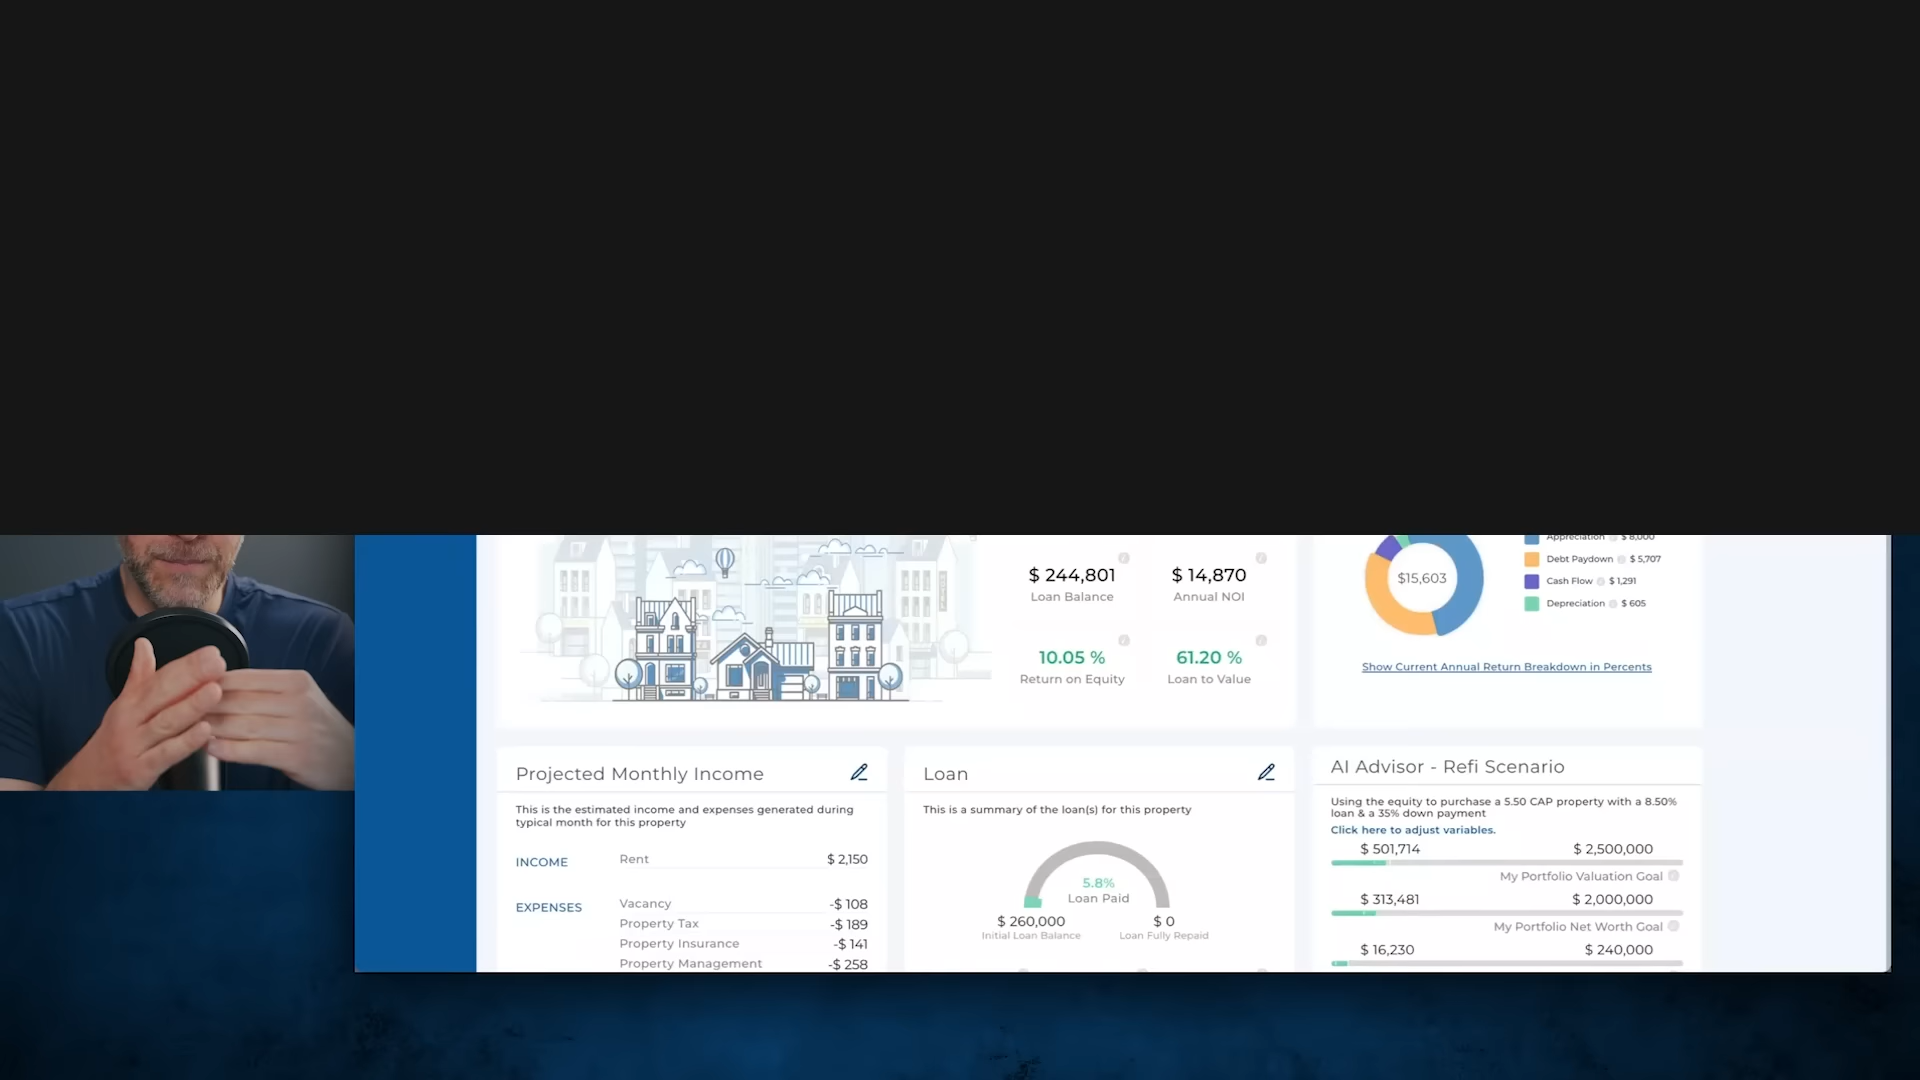 $ 244,801
Loan Balance
$ 14,870
Annual NOI
10.05 %
Return on Equity
61.20 %
Loan to Value
$15,603
Appreciation $ 8,000
Debt Paydown $ 5,707
Cash Flow $ 1,291
Depreciation $ 605
Show Current Annual Return Breakdown in Percents
Projected Monthly Income
This is the estimated income and expenses generated during
typical month for this property
INCOME
Rent $ 2,150
EXPENSES
Vacancy -$ 108
Property Tax -$ 189
Property Insurance -$ 141
Property Management -$ 258
Loan
This is a summary of the loan(s) for this property
5.8%
Loan Paid
$ 260,000
Initial Loan Balance
$ 0
Loan Fully Repaid
AI Advisor - Refi Scenario
Using the equity to purchase a 5.50 CAP property with a 8.50%
loan & a 35% down payment
Click here to adjust variables.
$ 501,714 $ 2,500,000
My Portfolio Valuation Goal
$ 313,481 $ 2,000,000
My Portfolio Net Worth Goal
$ 16,230 $ 240,000